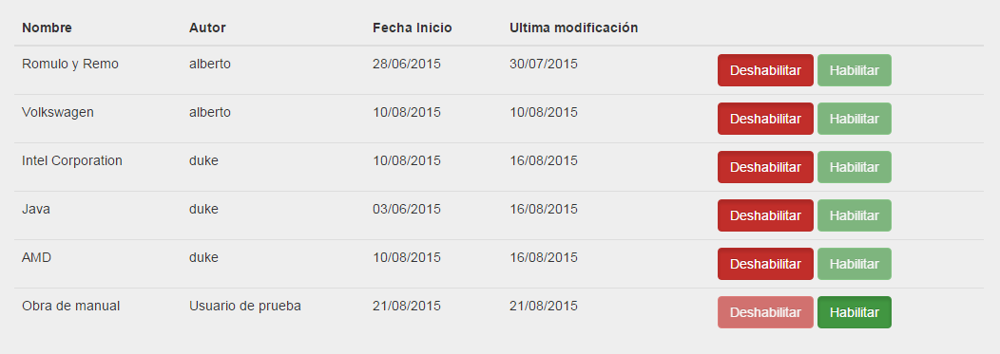 Nombre Autor Fecha Inicio Ultima modificación
Romulo y Remo alberto 28/06/2015 30/07/2015 Deshabilitar Habilitar
Volkswagen alberto 10/08/2015 10/08/2015 Deshabilitar Habilitar
Intel Corporation duke 10/08/2015 16/08/2015 Deshabilitar Habilitar
Java duke 03/06/2015 16/08/2015 Deshabilitar Habilitar
AMD duke 10/08/2015 16/08/2015 Deshabilitar Habilitar
Obra de manual Usuario de prueba 21/08/2015 21/08/2015 Deshabilitar Habilitar